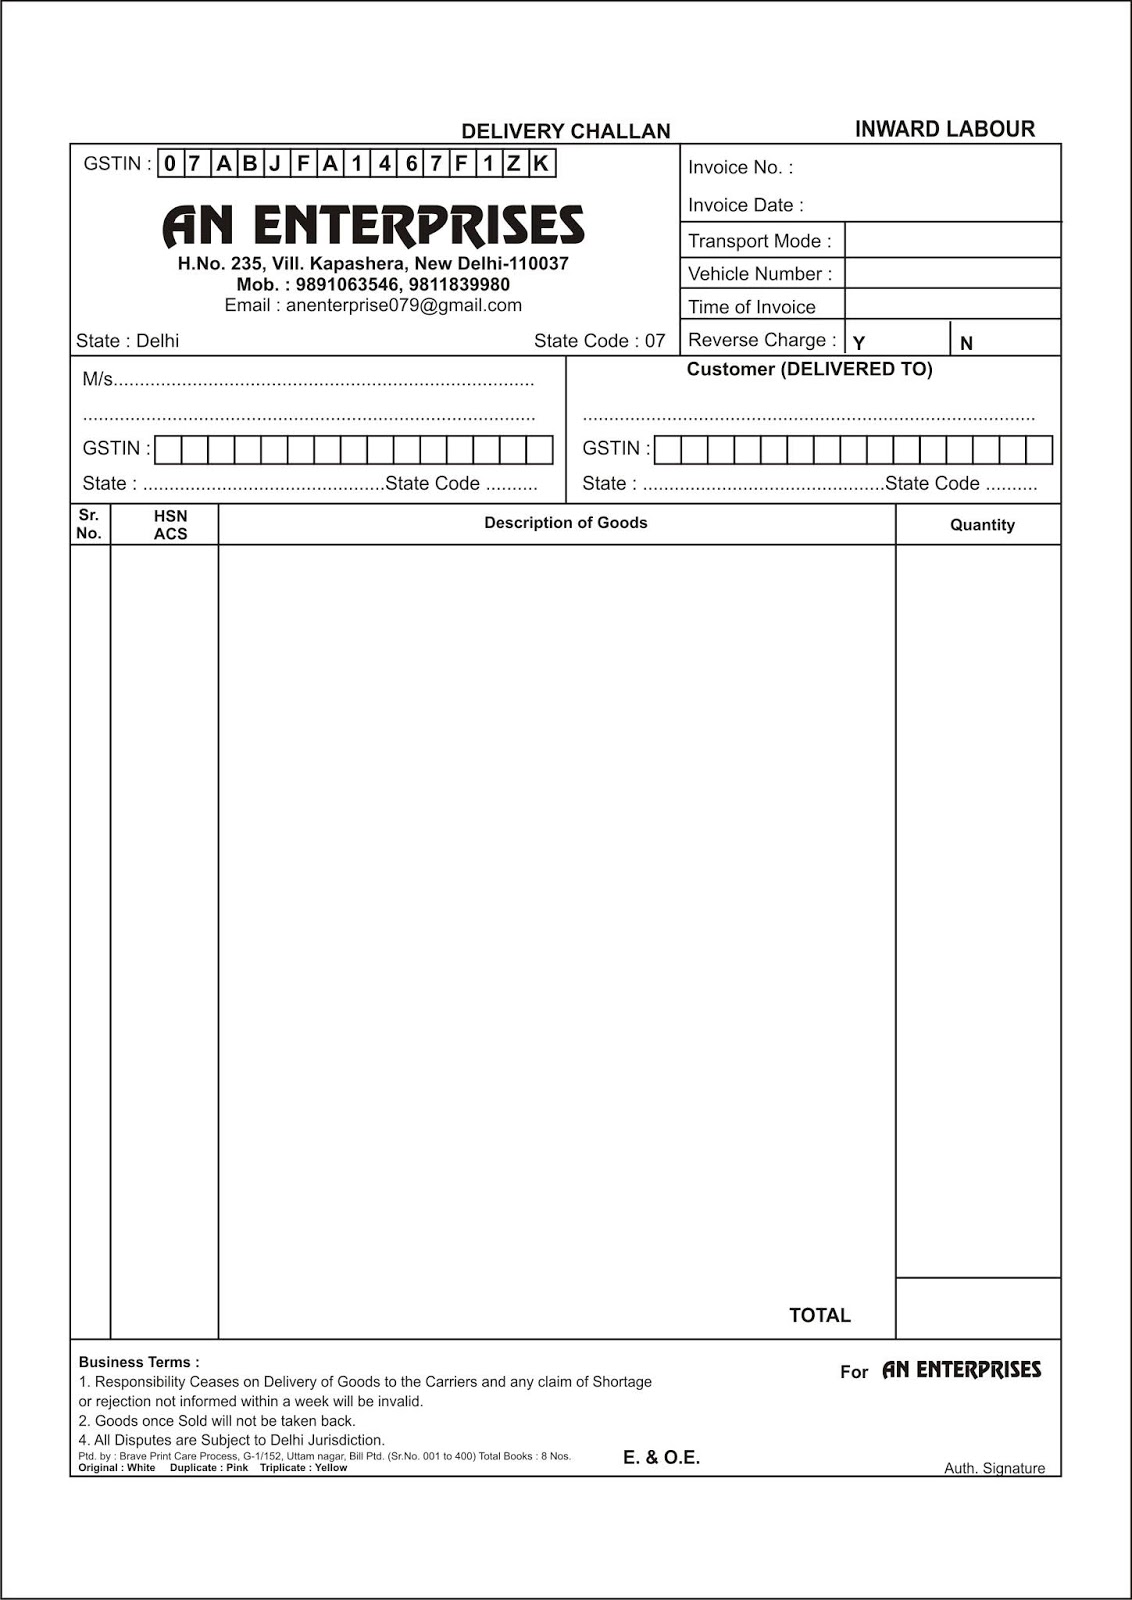 DELIVERY CHALLAN
INWARD LABOUR
GSTIN : 07ABJFA1467F1ZK
AN ENTERPRISES
H.No. 235, Vill. Kapashera, New Delhi-110037
Mob. : 9891063546, 9811839980
Email : anenterprise079@gmail.com
State : Delhi
State Code : 07
Invoice No. :
Invoice Date :
Transport Mode :
Vehicle Number :
Time of Invoice
Reverse Charge : Y N
M/s................................................................................
......................................................................................
GSTIN :
State : ..............................................State Code ..........
Customer (DELIVERED TO)
......................................................................................
GSTIN :
State : ..............................................State Code ..........
Sr. No.
HSN ACS
Description of Goods
Quantity
TOTAL
Business Terms :
1. Responsibility Ceases on Delivery of Goods to the Carriers and any claim of Shortage
or rejection not informed within a week will be invalid.
2. Goods once Sold will not be taken back.
4. All Disputes are Subject to Delhi Jurisdiction.
Ptd. by : Brave Print Care Process, G-1/152, Uttam nagar, Bill Ptd. (Sr.No. 001 to 400) Total Books : 8 Nos.
Original : White Duplicate : Pink Triplicate : Yellow
E. & O.E.
For AN ENTERPRISES
Auth. Signature